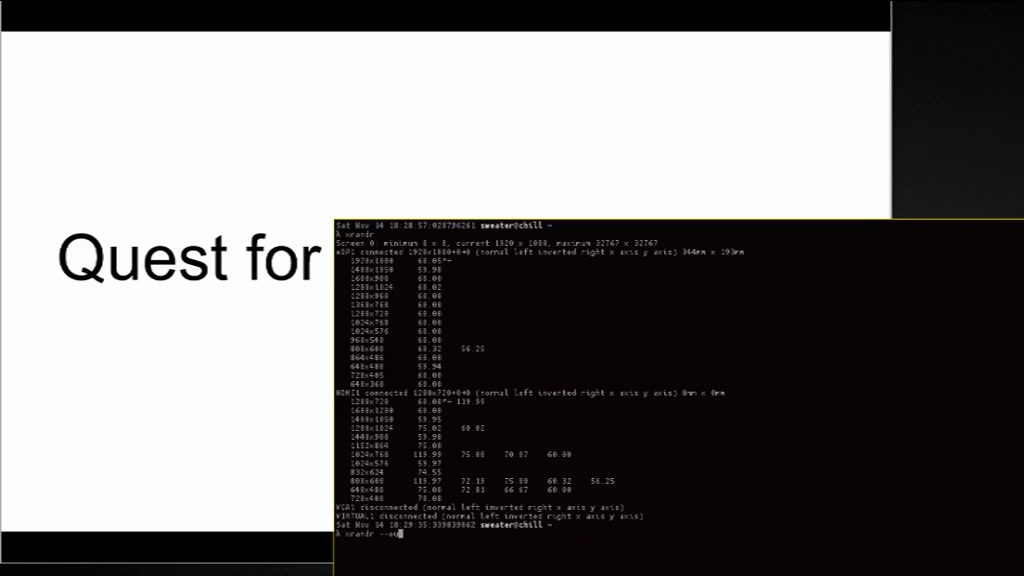 Quest for
Sat Nov 14 18:28:57:028796261 sweater@chill ~
λ xrandr
Screen 0: minimum 8 x 8, current 1920 x 1080, maximum 32767 x 32767
eDP1 connected 1920x1080+0+0 (normal left inverted right x axis y axis) 344mm x 193mm
1920x1080 60.05*+
1400x1050 59.98
1600x900 60.00
1280x1024 60.02
1280x960 60.00
1368x768 60.00
1280x720 60.00
1024x768 60.00
1024x576 60.00
960x540 60.00
800x600 60.32 56.25
864x486 60.00
640x480 59.94
720x405 60.00
640x360 60.00
HDMI1 connected 1280x720+0+0 (normal left inverted right x axis y axis) 0mm x 0mm
1280x720 60.00*+ 119.99
1600x1200 60.00
1400x1050 59.95
1280x1024 75.02 60.02
1440x900 59.90
1152x864 75.00
1024x768 119.99 75.08 70.07 60.00
1024x576 59.97
832x624 74.55
800x600 119.97 72.19 75.00 60.32 56.25
640x480 75.00 72.81 66.67 60.00
720x400 70.08
VGA1 disconnected (normal left inverted right x axis y axis)
VIRTUAL1 disconnected (normal left inverted right x axis y axis)
Sat Nov 14 18:29:35:339839862 sweater@chill ~
λ xrandr --ou